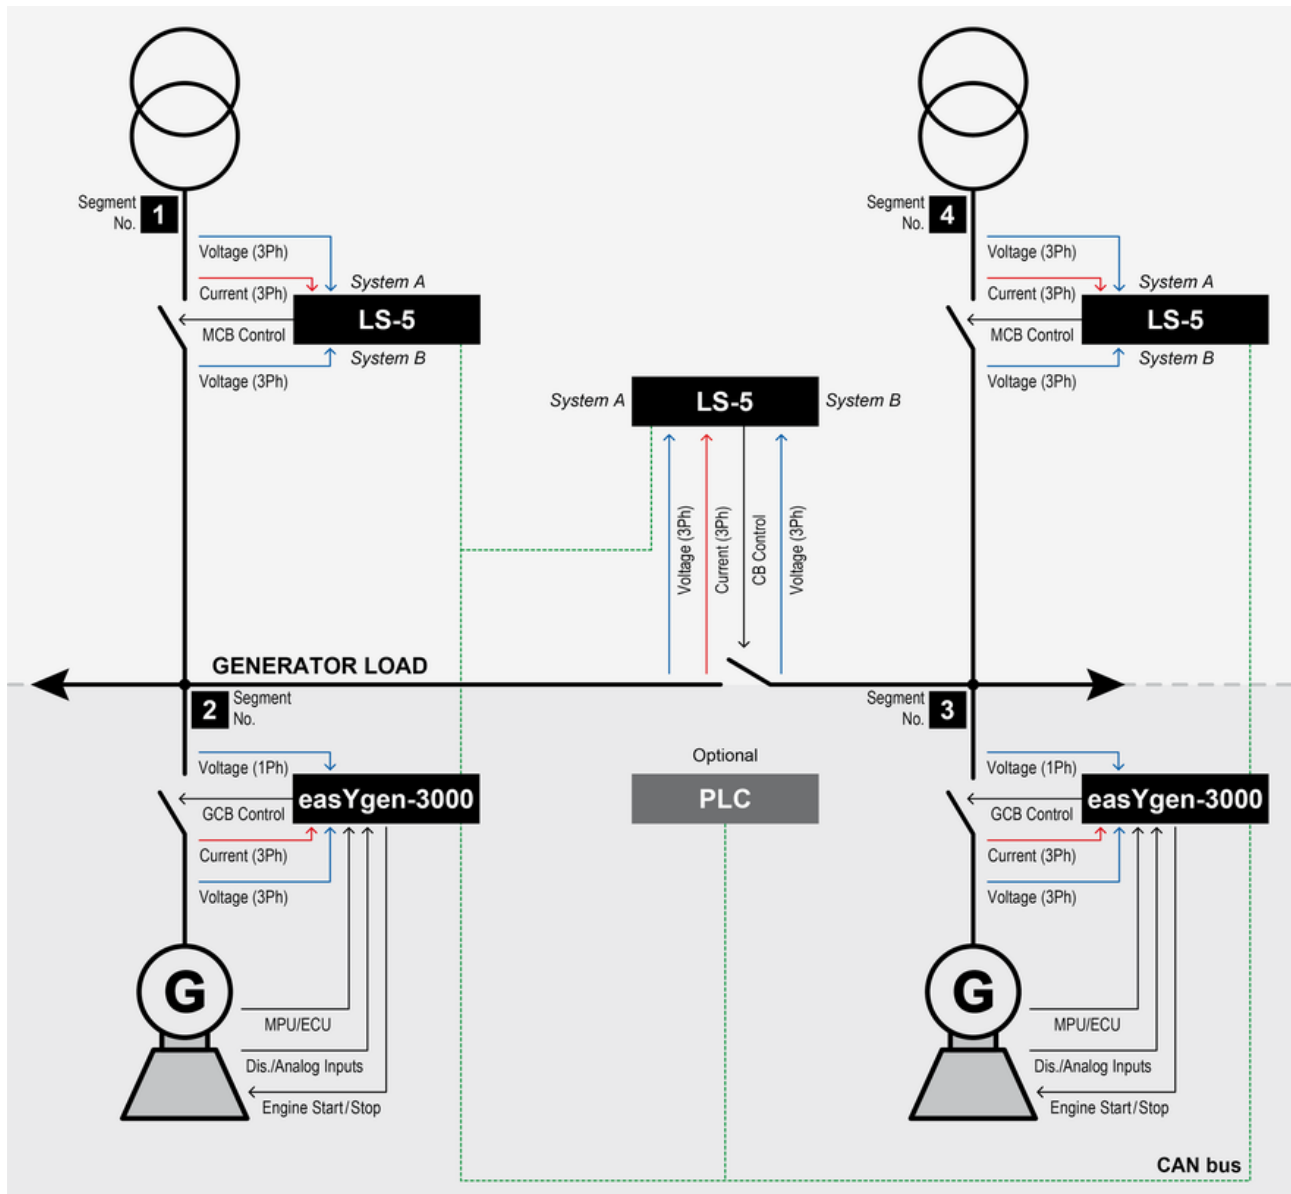 Segment
No.
1
Voltage (3Ph)
System A
Current (3Ph)
LS-5
MCB Control
System B
Voltage (3Ph)
Segment
No.
4
Voltage (3Ph)
System A
Current (3Ph)
LS-5
MCB Control
System B
Voltage (3Ph)
System A
LS-5
System B
Voltage (3Ph)
Current (3Ph)
CB Control
Voltage (3Ph)
GENERATOR LOAD
2
Segment
No.
Segment
No.
3
Voltage (1Ph)
easYgen-3000
GCB Control
Current (3Ph)
Voltage (3Ph)
G
MPU/ECU
Dis./Analog Inputs
Engine Start/Stop
Optional
PLC
Voltage (1Ph)
easYgen-3000
GCB Control
Current (3Ph)
Voltage (3Ph)
G
MPU/ECU
Dis./Analog Inputs
Engine Start/Stop
CAN bus